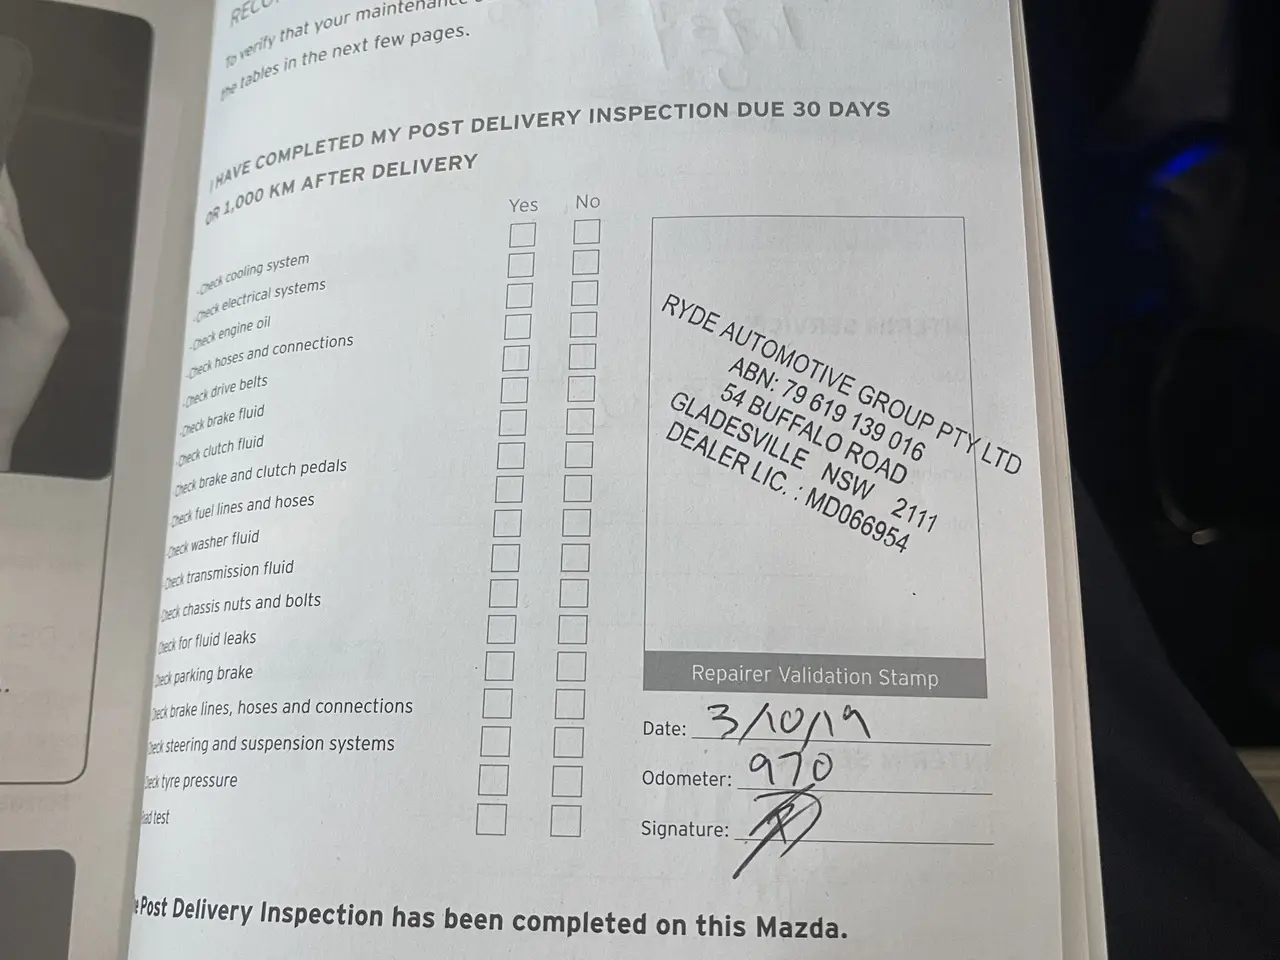 To verify that your maintenance
the tables in the next few pages.
I HAVE COMPLETED MY POST DELIVERY INSPECTION DUE 30 DAYS
OR 1,000 KM AFTER DELIVERY
Yes No
Check cooling system
Check electrical systems
Check engine oil
Check hoses and connections
Check drive belts
Check brake fluid
Check clutch fluid
Check brake and clutch pedals
Check fuel lines and hoses
Check washer fluid
Check transmission fluid
Check chassis nuts and bolts
Check for fluid leaks
Check parking brake
Check brake lines, hoses and connections
Check steering and suspension systems
Check tyre pressure
Road test
RYDE AUTOMOTIVE GROUP PTY LTD
ABN: 79 619 139 016
54 BUFFALO ROAD
GLADESVILLE NSW 2111
DEALER LIC. : MD066954
Repairer Validation Stamp
Date: 3/10/19
Odometer: 970
Signature:
Post Delivery Inspection has been completed on this Mazda.